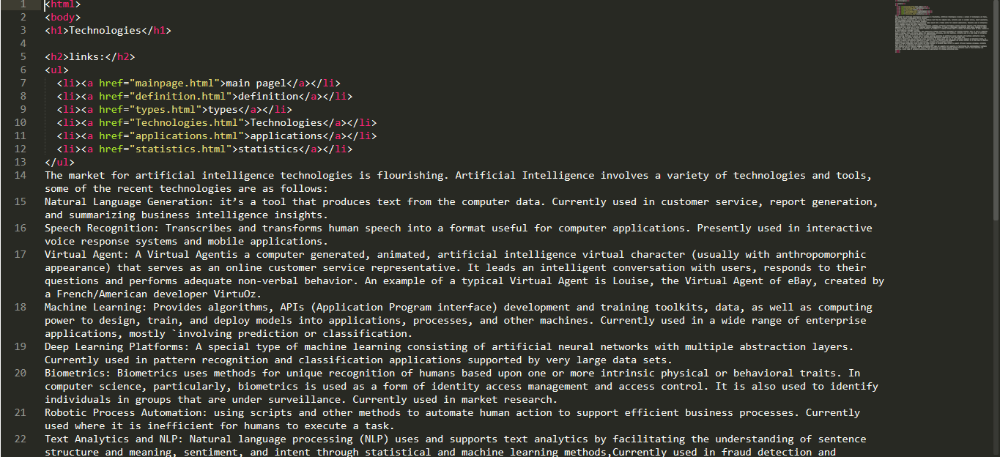 1 <html>
2 <body>
3 <h1>Technologies</h1>
4
5 <h2>links:</h2>
6 <ul>
7 <li><a href="mainpage.html">main pagel</a></li>
8 <li><a href="definition.html">definition</a></li>
9 <li><a href="types.html">types</a></li>
10 <li><a href="Technologies.html">Technologies</a></li>
11 <li><a href="applications.html">applications</a></li>
12 <li><a href="statistics.html">statistics</a></li>
13 </ul>
14 The market for artificial intelligence technologies is flourishing. Artificial Intelligence involves a variety of technologies and tools,
some of the recent technologies are as follows:
15 Natural Language Generation: it’s a tool that produces text from the computer data. Currently used in customer service, report generation,
and summarizing business intelligence insights.
16 Speech Recognition: Transcribes and transforms human speech into a format useful for computer applications. Presently used in interactive
voice response systems and mobile applications.
17 Virtual Agent: A Virtual Agentis a computer generated, animated, artificial intelligence virtual character (usually with anthropomorphic
appearance) that serves as an online customer service representative. It leads an intelligent conversation with users, responds to their
questions and performs adequate non-verbal behavior. An example of a typical Virtual Agent is Louise, the Virtual Agent of eBay, created by
a French/American developer VirtuOz.
18 Machine Learning: Provides algorithms, APIs (Application Program interface) development and training toolkits, data, as well as computing
power to design, train, and deploy models into applications, processes, and other machines. Currently used in a wide range of enterprise
applications, mostly `involving prediction or classification.
19 Deep Learning Platforms: A special type of machine learning consisting of artificial neural networks with multiple abstraction layers.
Currently used in pattern recognition and classification applications supported by very large data sets.
20 Biometrics: Biometrics uses methods for unique recognition of humans based upon one or more intrinsic physical or behavioral traits. In
computer science, particularly, biometrics is used as a form of identity access management and access control. It is also used to identify
individuals in groups that are under surveillance. Currently used in market research.
21 Robotic Process Automation: using scripts and other methods to automate human action to support efficient business processes. Currently
used where it is inefficient for humans to execute a task.
22 Text Analytics and NLP: Natural language processing (NLP) uses and supports text analytics by facilitating the understanding of sentence
structure and meaning, sentiment, and intent through statistical and machine learning methods,Currently used in fraud detection and